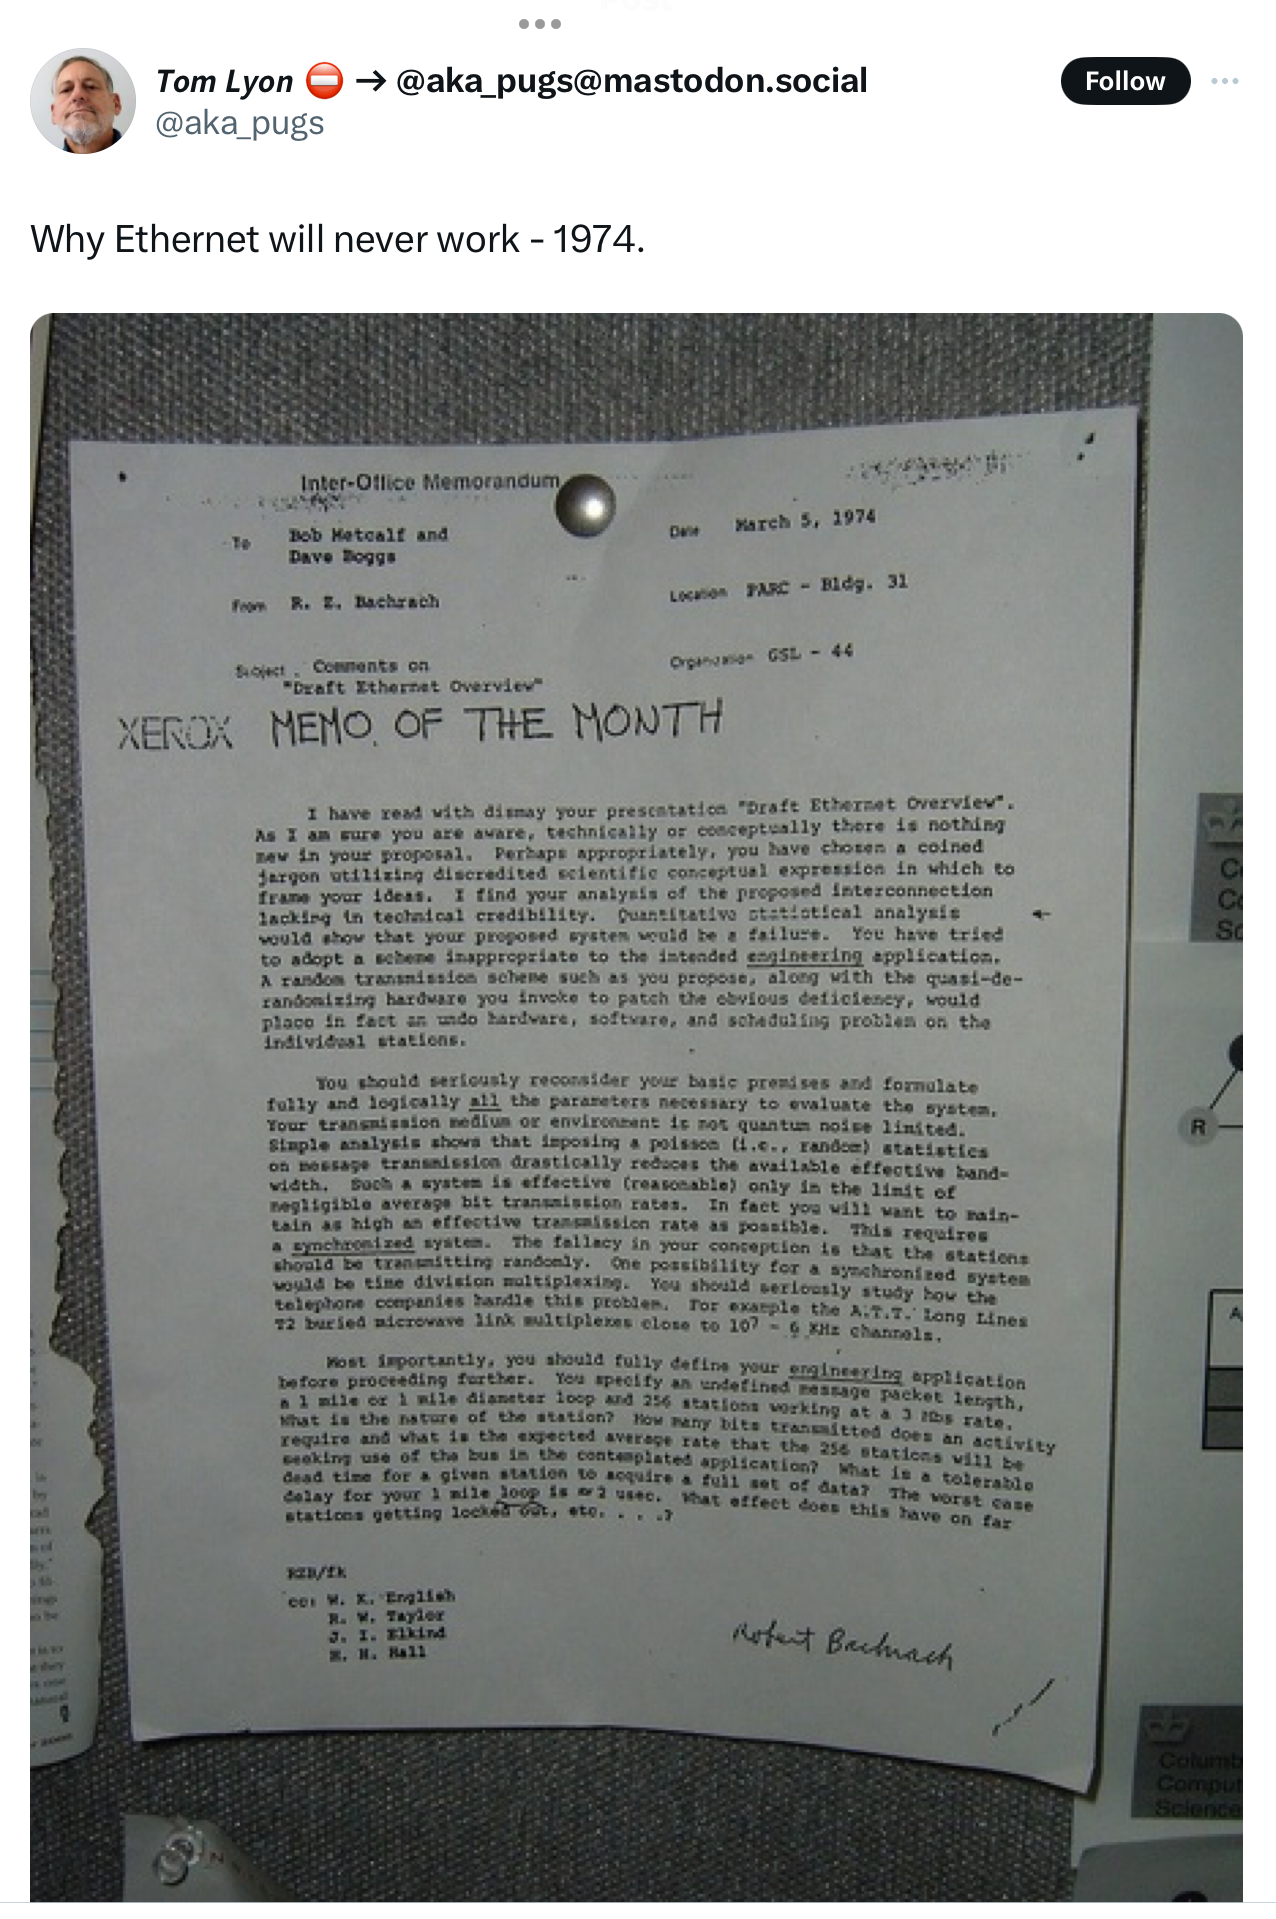 Tom Lyon ⛔ → @aka_pugs@mastodon.social
@aka_pugs
Follow
Why Ethernet will never work - 1974.
Inter-Office Memorandum
To Bob Metcalf and
Dave Boggs
Date March 5, 1974
From R. Z. Bachrach
Location PARC - Bldg. 31
Subject Comments on
"Draft Ethernet Overview"
Organization GSL - 44
XEROX MEMO OF THE MONTH
I have read with dismay your presentation "Draft Ethernet Overview".
As I am sure you are aware, technically or conceptually there is nothing
new in your proposal. Perhaps appropriately, you have chosen a coined
jargon utilizing discredited scientific conceptual expression in which to
frame your ideas. I find your analysis of the proposed interconnection
lacking in technical credibility. Quantitative statistical analysis
would show that your proposed system would be a failure. You have tried
to adopt a scheme inappropriate to the intended engineering application.
A random transmission scheme such as you propose, along with the quasi-de-
randomizing hardware you invoke to patch the obvious deficiency, would
place in fact an undo hardware, software, and scheduling problem on the
individual stations.
You should seriously reconsider your basic premises and formulate
fully and logically all the parameters necessary to evaluate the system.
Your transmission medium or environment is not quantum noise limited.
Simple analysis shows that imposing a poisson (i.e., random) statistics
on message transmission drastically reduces the available effective band-
width. Such a system is effective (reasonable) only in the limit of
negligible average bit transmission rates. In fact you will want to main-
tain as high an effective transmission rate as possible. This requires
a synchronized system. The fallacy in your conception is that the stations
should be transmitting randomly. One possibility for a synchronized system
would be time division multiplexing. You should seriously study how the
telephone companies handle this problem. For example the A.T.T. Long Lines
T2 buried microwave link multiplexes close to 10⁷ - 6 KHz channels.
Most importantly, you should fully define your engineering application
before proceeding further. You specify an undefined message packet length,
a 1 mile or 1 mile diameter loop and 256 stations working at a 3 Mbs rate.
What is the nature of the station? How many bits transmitted does an activity
require and what is the expected average rate that the 256 stations will be
seeking use of the bus in the contemplated application? What is a tolerable
dead time for a given station to acquire a full set of data? The worst case
delay for your 1 mile loop is ≈ 2 usec. What effect does this have on far
stations getting locked out, etc. . . .?
RZB/fk
cc: W. K. English
R. W. Taylor
J. I. Elkind
H. H. Hall
Robert Bachrach
R
Columb
Comput
Science